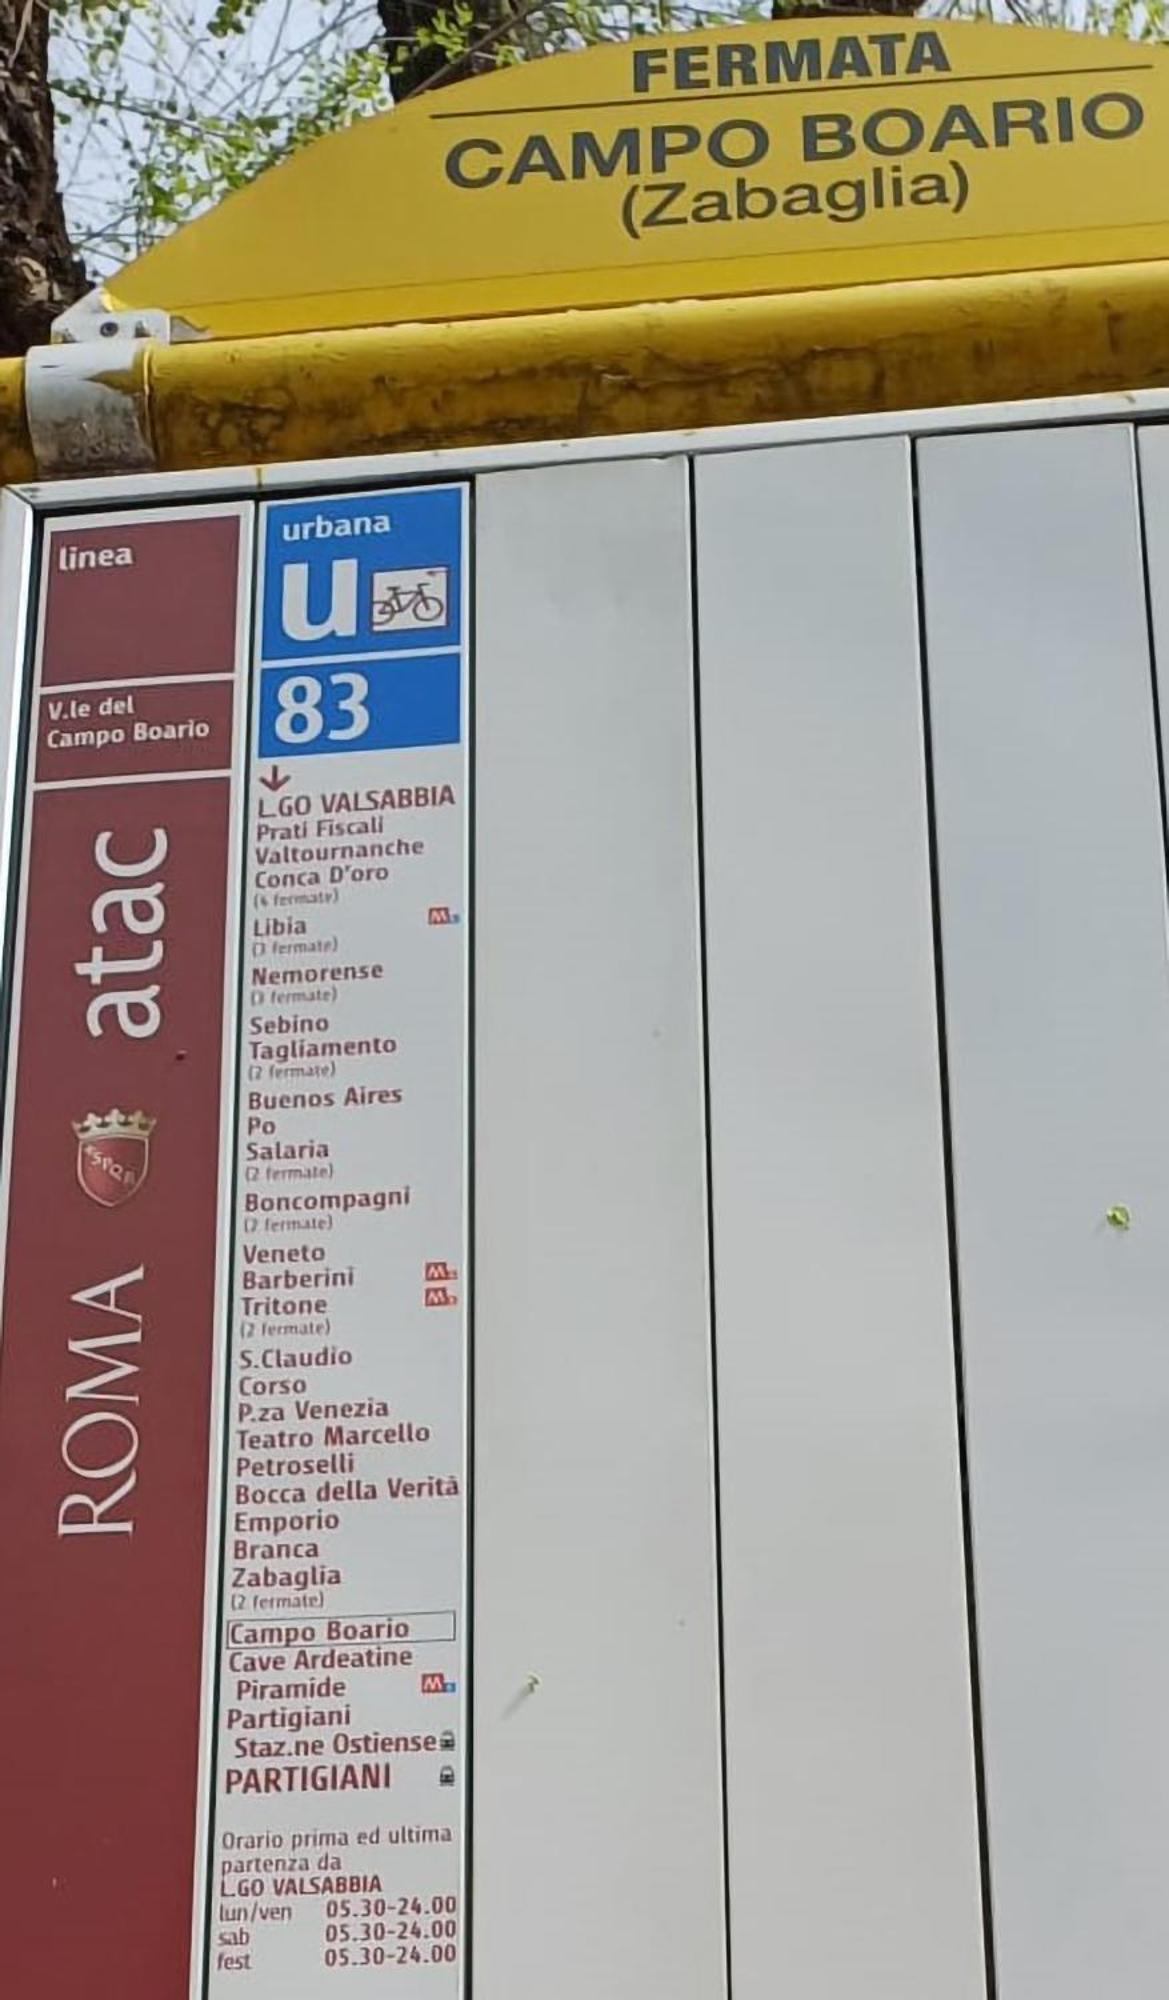 FERMATA
CAMPO BOARIO
(Zabaglia)
linea
V.le del
Campo Boario
atac
SPQR
ROMA
urbana
u
83
L.GO VALSABBIA
Prati Fiscali
Valtournanche
Conca D'oro
(4 fermate)
Libia M
(3 fermate)
Nemorense
(3 fermate)
Sebino
Tagliamento
(2 fermate)
Buenos Aires
Po
Salaria
(2 fermate)
Boncompagni
(2 fermate)
Veneto
Barberini M
Tritone M
(2 fermate)
S.Claudio
Corso
P.za Venezia
Teatro Marcello
Petroselli
Bocca della Verità
Emporio
Branca
Zabaglia
(2 fermate)
Campo Boario
Cave Ardeatine
Piramide M
Partigiani
Staz.ne Ostiense
PARTIGIANI
Orario prima ed ultima
partenza da
L.GO VALSABBIA
lun/ven 05.30-24.00
sab 05.30-24.00
fest 05.30-24.00